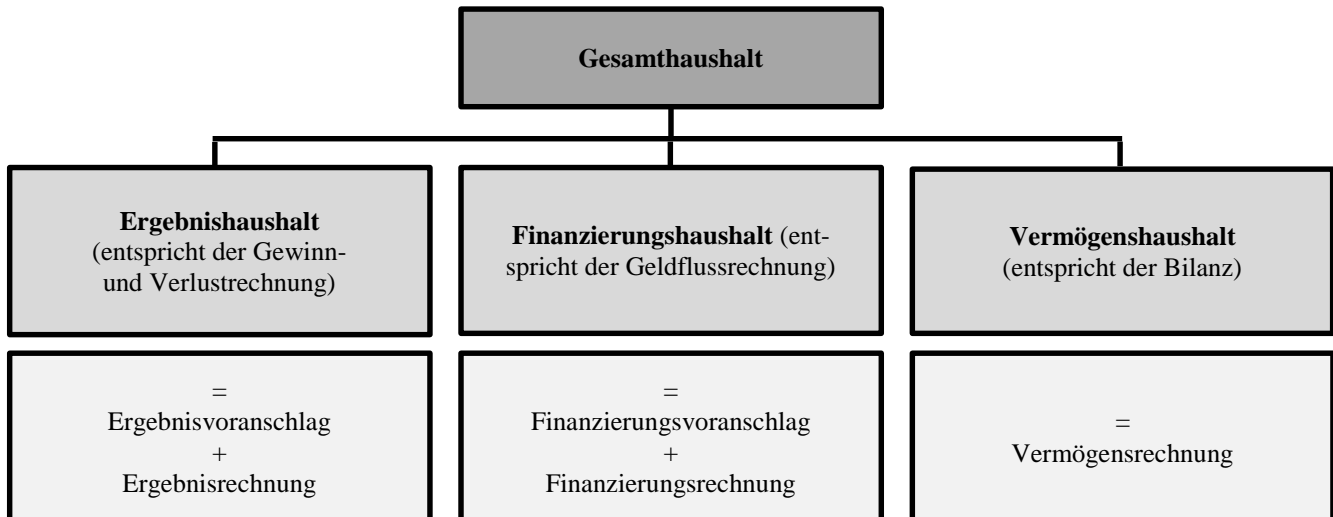 Gesamthaushalt
Ergebnishaushalt
(entspricht der Gewinn-
und Verlustrechnung)
Finanzierungshaushalt (ent-
spricht der Geldflussrechnung)
Vermögenshaushalt
(entspricht der Bilanz)
=
Ergebnisvoranschlag
+
Ergebnisrechnung
=
Finanzierungsvoranschlag
+
Finanzierungsrechnung
=
Vermögensrechnung